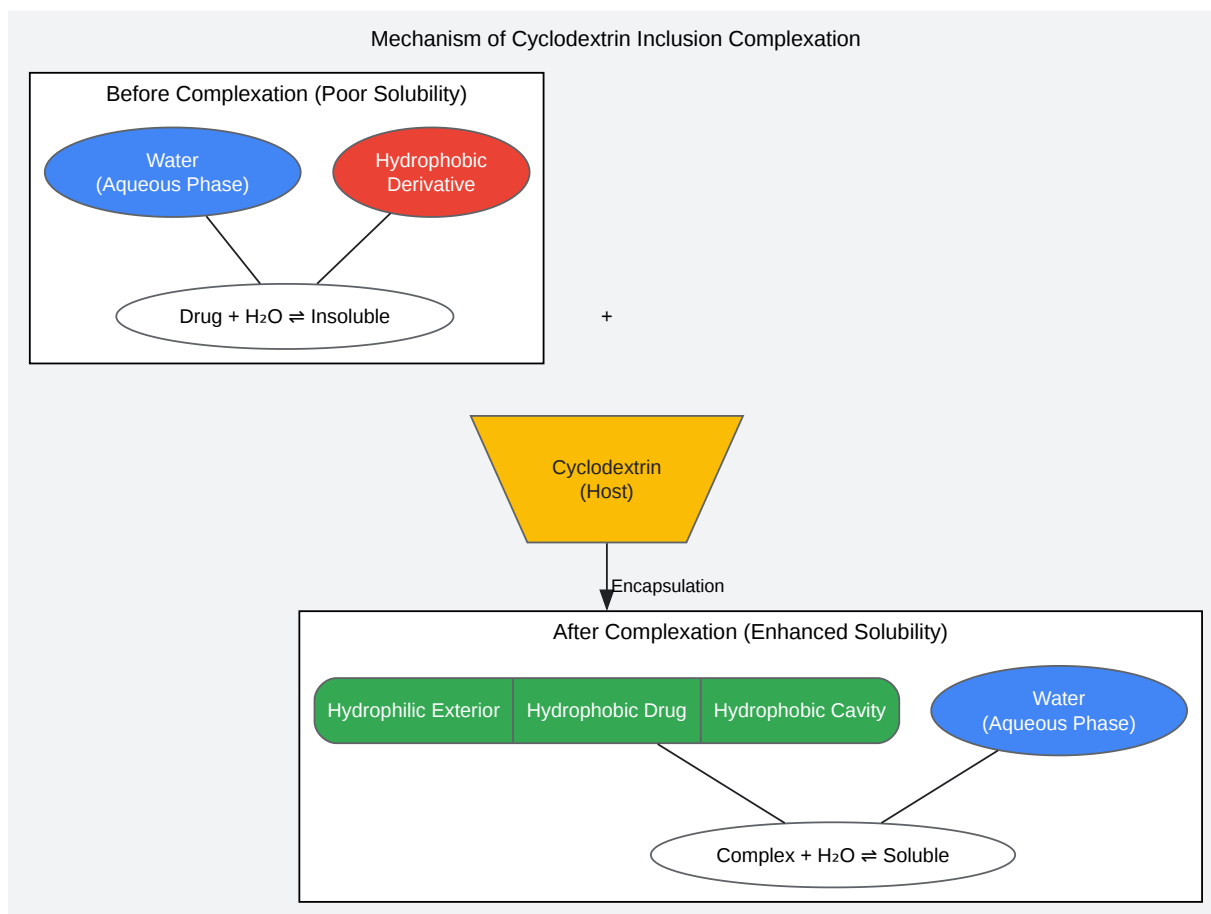 Mechanism of Cyclodextrin Inclusion Complexation
Before Complexation (Poor Solubility)
Water
(Aqueous Phase)
Hydrophobic
Derivative
Drug + H₂O ⇌ Insoluble
+
Cyclodextrin
(Host)
Encapsulation
After Complexation (Enhanced Solubility)
Hydrophilic Exterior
Hydrophobic Drug
Hydrophobic Cavity
Water
(Aqueous Phase)
Complex + H₂O ⇌ Soluble